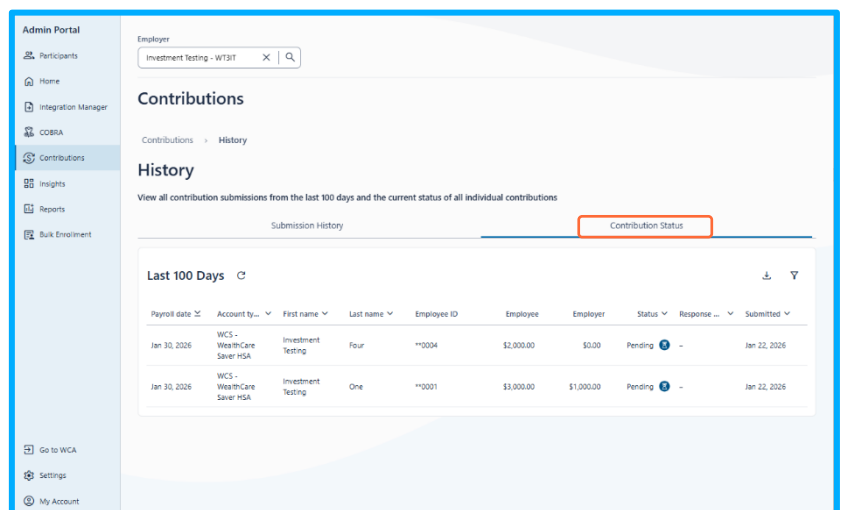 Admin Portal
Participants
Home
Integration Manager
COBRA
Contributions
Insights
Reports
Bulk Enrollment
Go to WCA
Settings
My Account
Employer
Investment Testing - WT3IT
Contributions
Contributions › History
History
View all contribution submissions from the last 100 days and the current status of all individual contributions
Submission History Contribution Status
Last 100 Days
Payroll date Account ty... First name Last name Employee ID Employee Employer Status Response ... Submitted
Jan 30, 2026 WCS - WealthCare Saver HSA Investment Testing Four **0004 $2,000.00 $0.00 Pending – Jan 22, 2026
Jan 30, 2026 WCS - WealthCare Saver HSA Investment Testing One **0001 $3,000.00 $1,000.00 Pending – Jan 22, 2026